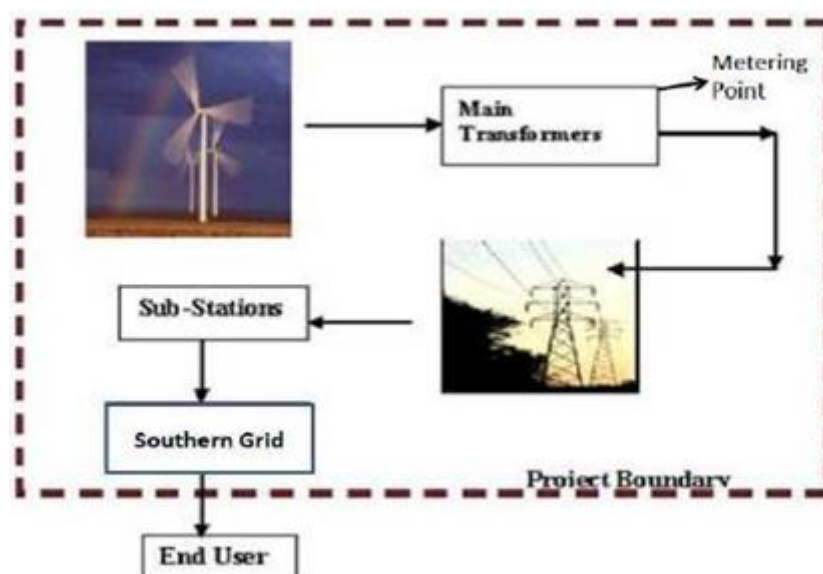 Metering
Point
Main
Transformers
Sub-Stations
Southern Grid
Project Boundary
End User